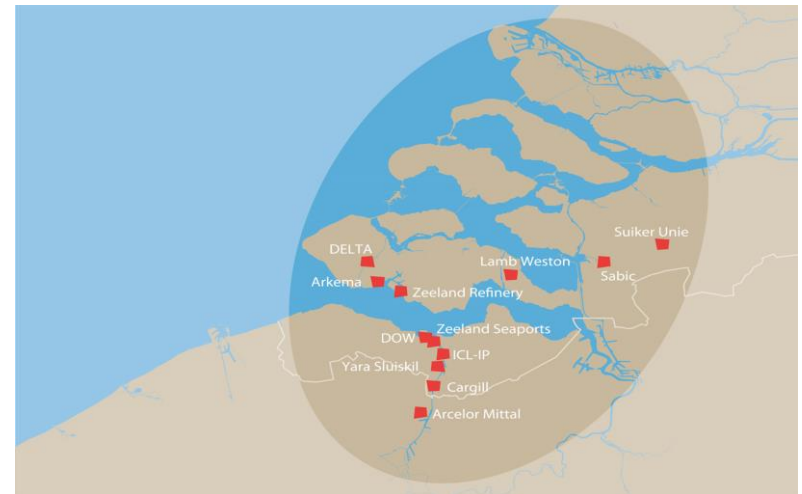 Suiker Unie
DELTA
Lamb Weston
Sabic
Arkema
Zeeland Refinery
Zeeland Seaports
DOW
ICL-IP
Yara Sluiskil
Cargill
Arcelor Mittal